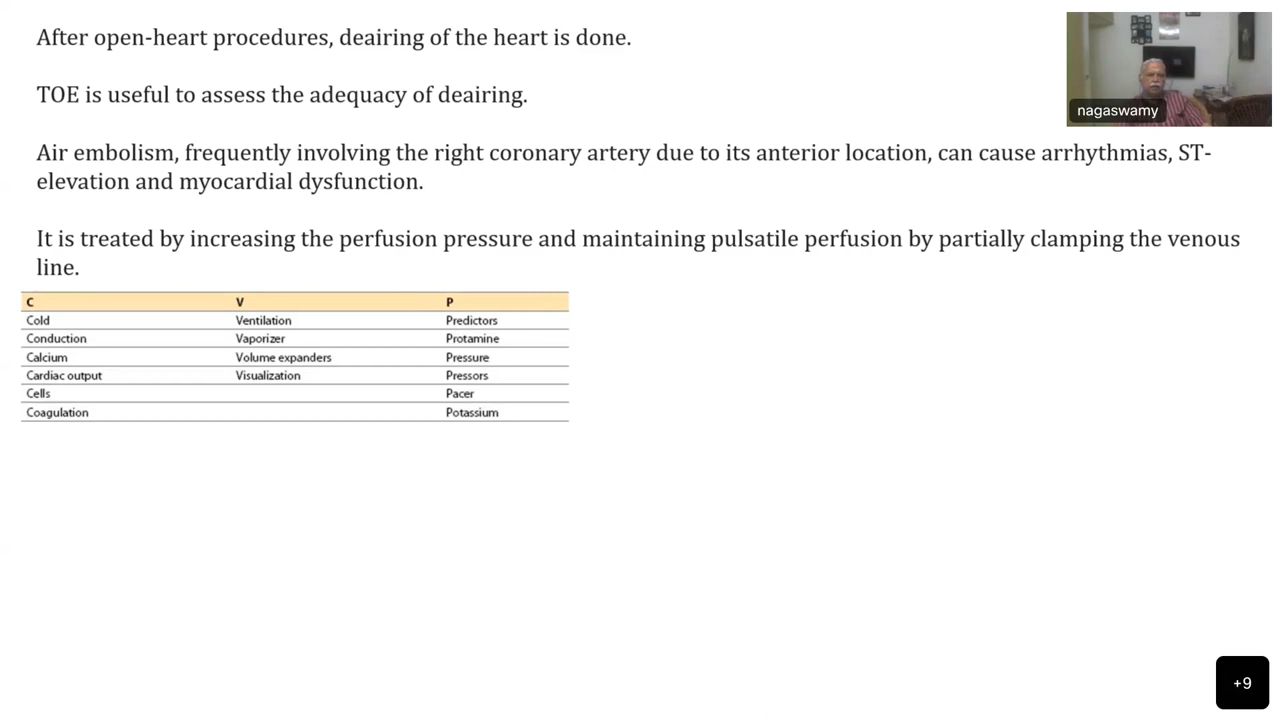 After open-heart procedures, deairing of the heart is done.
TOE is useful to assess the adequacy of deairing.
Air embolism, frequently involving the right coronary artery due to its anterior location, can cause arrhythmias, ST-
elevation and myocardial dysfunction.
It is treated by increasing the perfusion pressure and maintaining pulsatile perfusion by partially clamping the venous
line.
C V P
Cold Ventilation Predictors
Conduction Vaporizer Protamine
Calcium Volume expanders Pressure
Cardiac output Visualization Pressors
Cells Pacer
Coagulation Potassium
nagaswamy
+9